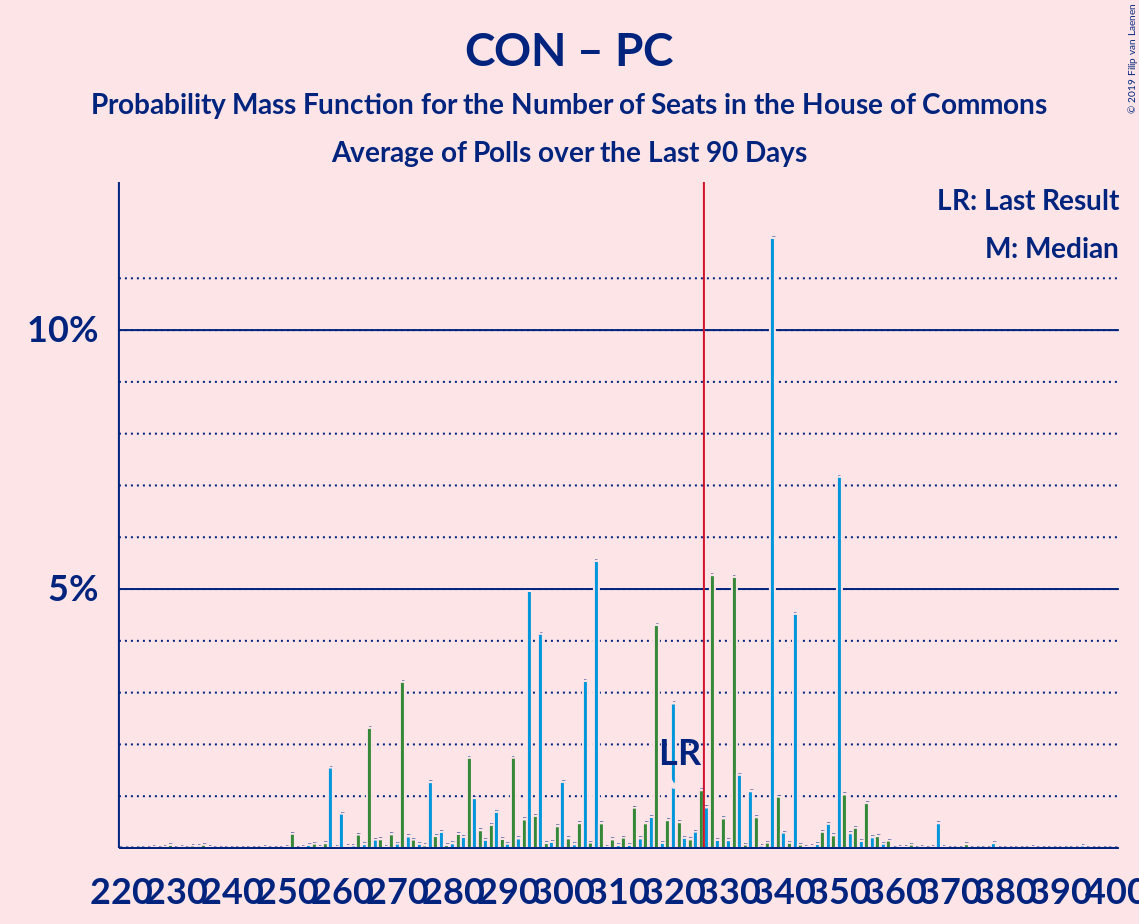 CON – PC
Probability Mass Function for the Number of Seats in the House of Commons
Average of Polls over the Last 90 Days
© 2019 Filip van Laenen
LR: Last Result
M: Median
10%
5%
LR
220 230 240 250 260 270 280 290 300 310 320 330 340 350 360 370 380 390 400